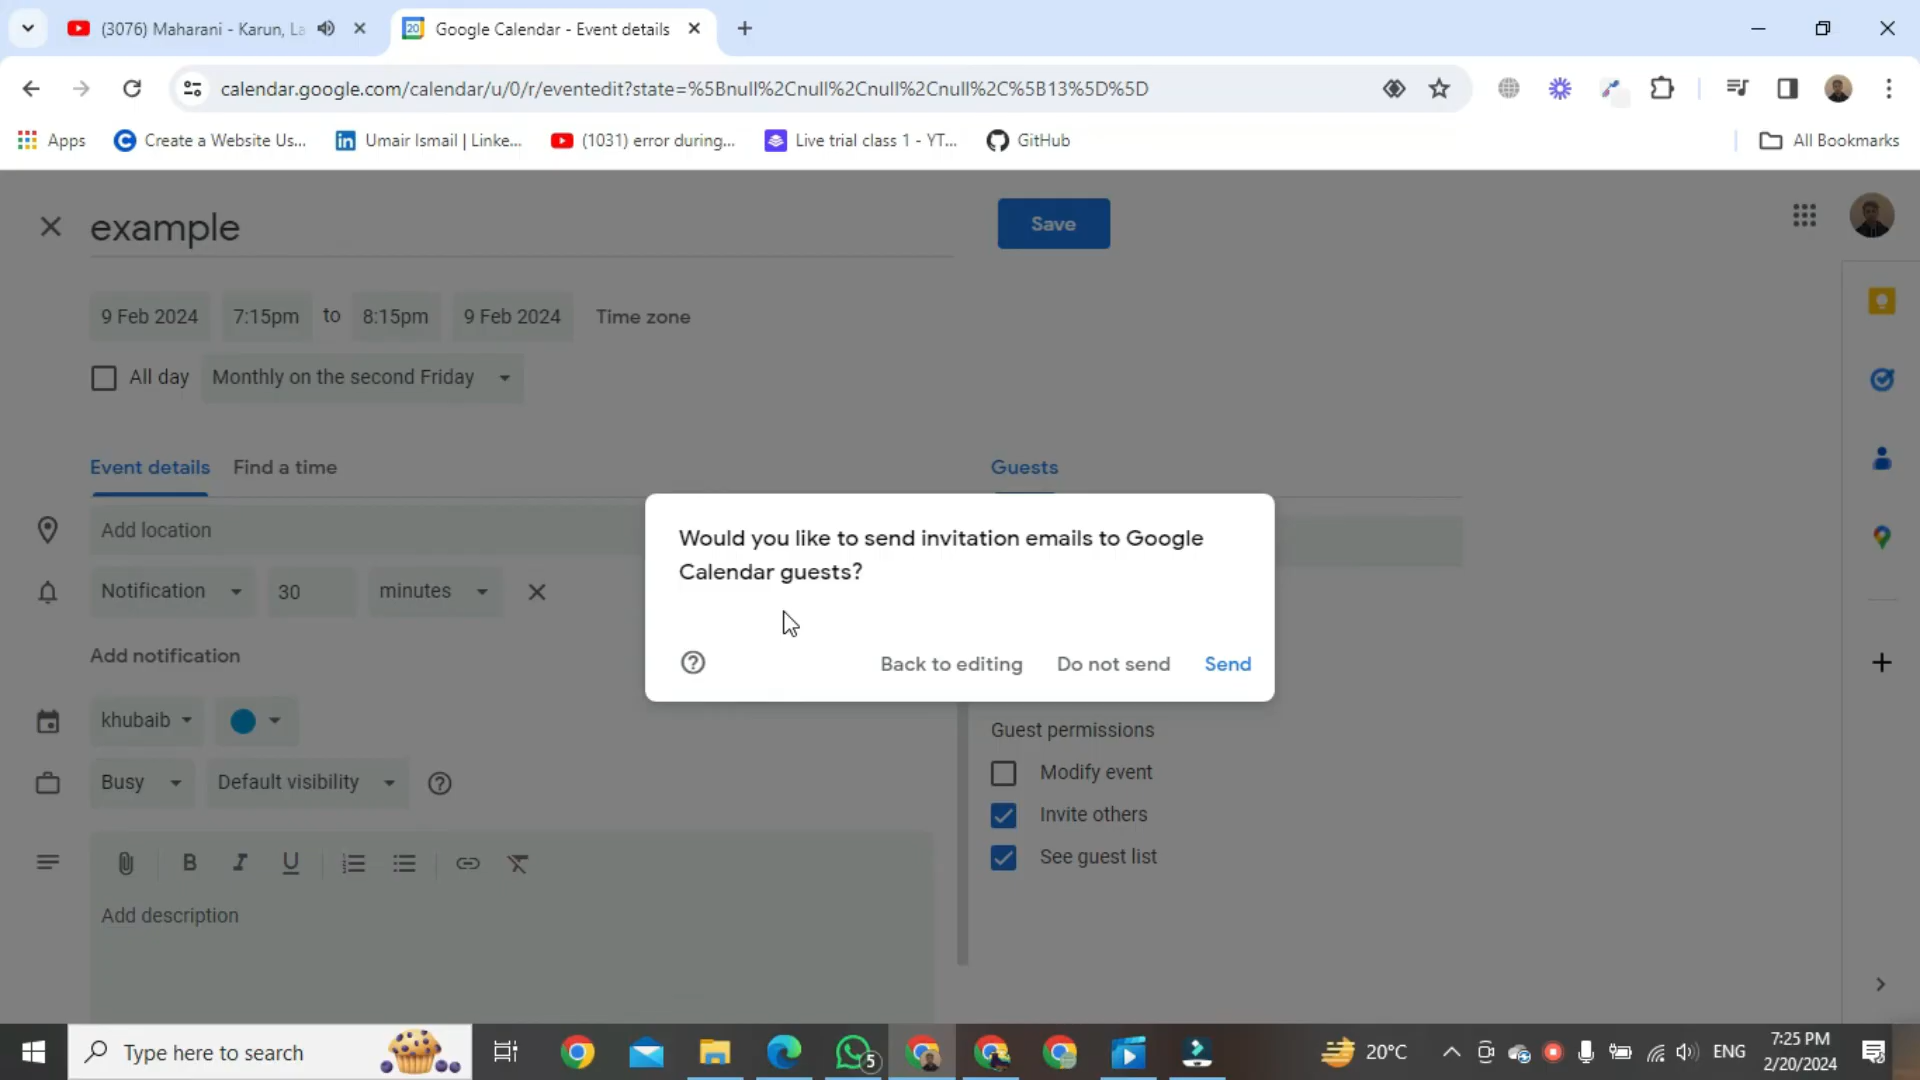 (3076) Maharani - Karun, La
Google Calendar - Event details
calendar.google.com/calendar/u/0/r/eventedit?state=%5Bnull%2Cnull%2Cnull%2Cnull%2C%5B13%5D%5D
Apps
Create a Website Us...
Umair Ismail | Linke...
(1031) error during...
Live trial class 1 - YT...
GitHub
All Bookmarks
example
Save
9 Feb 2024 7:15pm to 8:15pm 9 Feb 2024 Time zone
All day Monthly on the second Friday
Event details Find a time
Guests
Add location
Notification 30 minutes
Add notification
Would you like to send invitation emails to Google
Calendar guests?
Back to editing Do not send Send
khubaib
Busy Default visibility
Guest permissions
Modify event
Invite others
See guest list
B I U
Add description
Type here to search
5
20°C
ENG
7:25 PM
2/20/2024